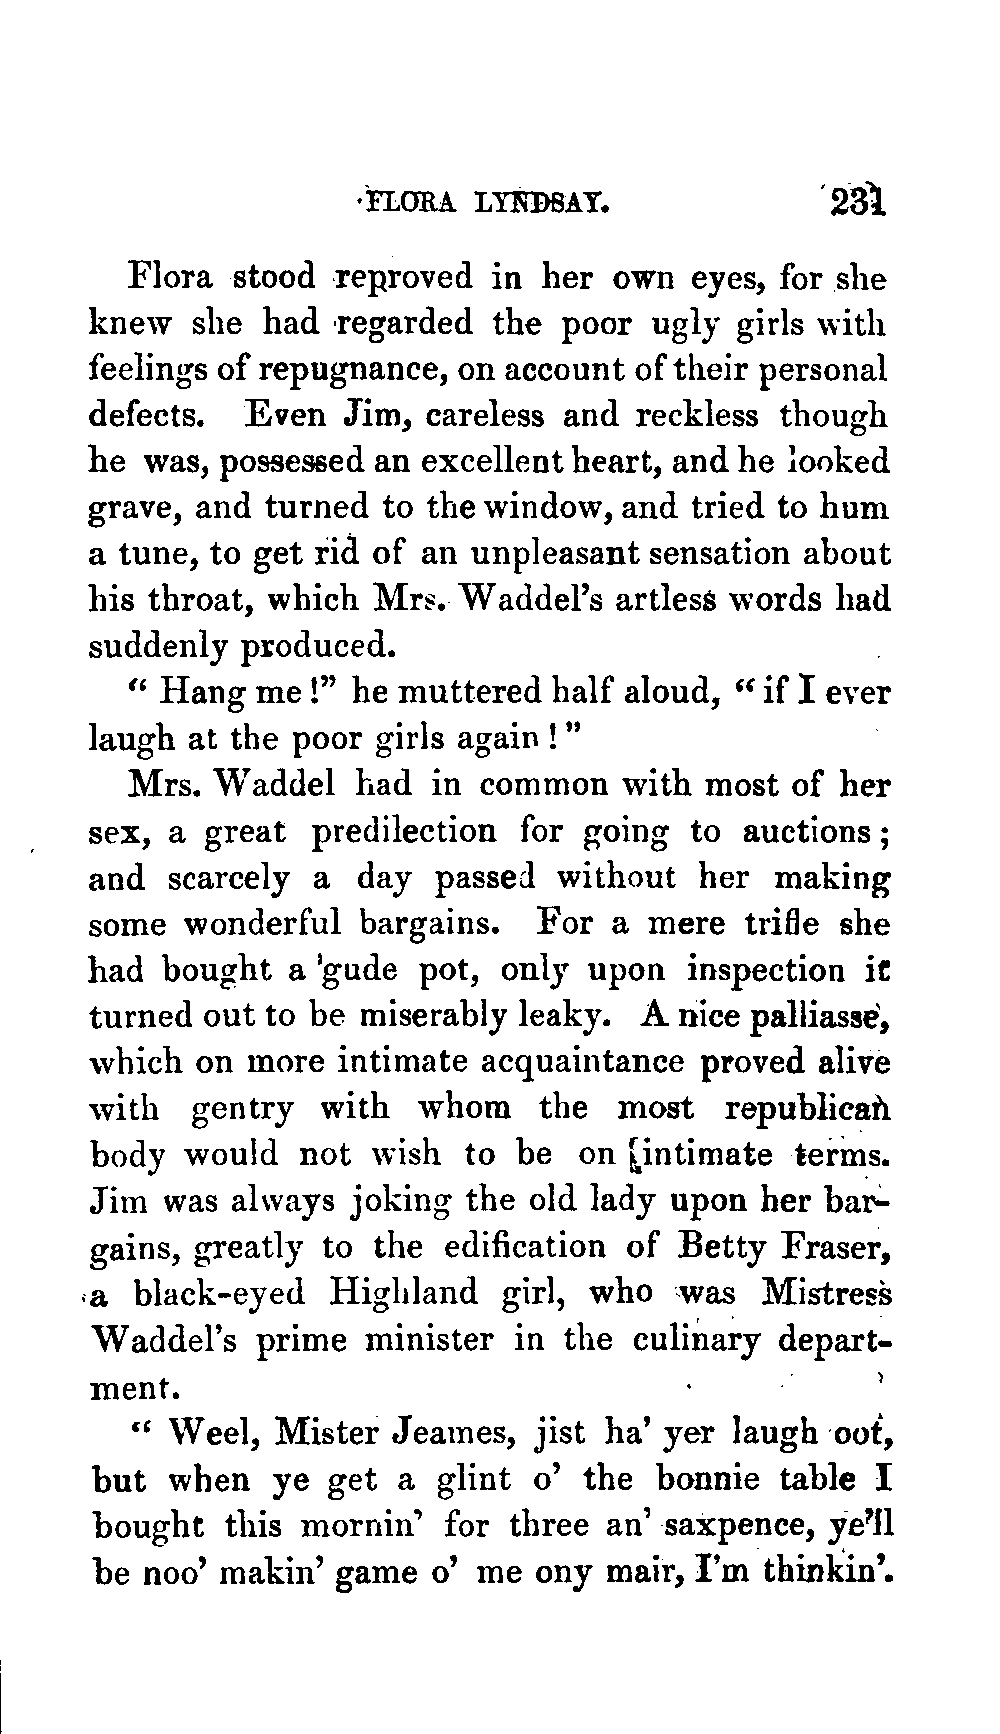 FLORA LYNDSAY. 231
Flora stood reproved in her own eyes, for she
knew she had regarded the poor ugly girls with
feelings of repugnance, on account of their personal
defects. Even Jim, careless and reckless though
he was, possessed an excellent heart, and he looked
grave, and turned to the window, and tried to hum
a tune, to get rid of an unpleasant sensation about
his throat, which Mrs. Waddel's artless words had
suddenly produced.
“ Hang me !” he muttered half aloud, “ if I ever
laugh at the poor girls again ! ”
Mrs. Waddel had in common with most of her
sex, a great predilection for going to auctions ;
and scarcely a day passed without her making
some wonderful bargains. For a mere trifle she
had bought a 'gude pot, only upon inspection it
turned out to be miserably leaky. A nice palliasse,
which on more intimate acquaintance proved alive
with gentry with whom the most republican
body would not wish to be on intimate terms.
Jim was always joking the old lady upon her bar-
gains, greatly to the edification of Betty Fraser,
a black-eyed Highland girl, who was Mistress
Waddel's prime minister in the culinary depart-
ment.
“ Weel, Mister Jeames, jist ha' yer laugh oot,
but when ye get a glint o' the bonnie table I
bought this mornin' for three an' saxpence, ye'll
be noo' makin' game o' me ony mair, I'm thinkin'.